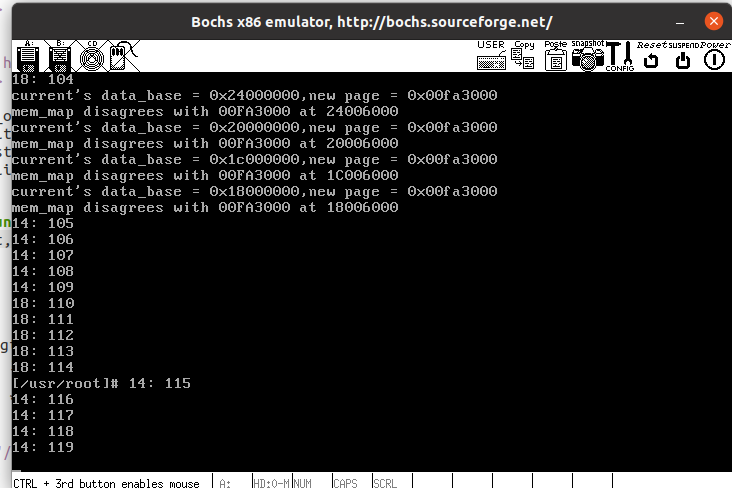 Bochs x86 emulator, http://bochs.sourceforge.net/
A: B: CD USER Copy Paste snapshot CONFIG Reset SUSPEND Power
18: 104
current's data_base = 0x24000000,new page = 0x00fa3000
mem_map disagrees with 00FA3000 at 24006000
current's data_base = 0x20000000,new page = 0x00fa3000
mem_map disagrees with 00FA3000 at 20006000
current's data_base = 0x1c000000,new page = 0x00fa3000
mem_map disagrees with 00FA3000 at 1C006000
current's data_base = 0x18000000,new page = 0x00fa3000
mem_map disagrees with 00FA3000 at 18006000
14: 105
14: 106
14: 107
14: 108
14: 109
18: 110
18: 111
18: 112
18: 113
18: 114
[/usr/root]# 14: 115
14: 116
14: 117
14: 118
14: 119
CTRL + 3rd button enables mouse A: HD:0-M NUM CAPS SCRL